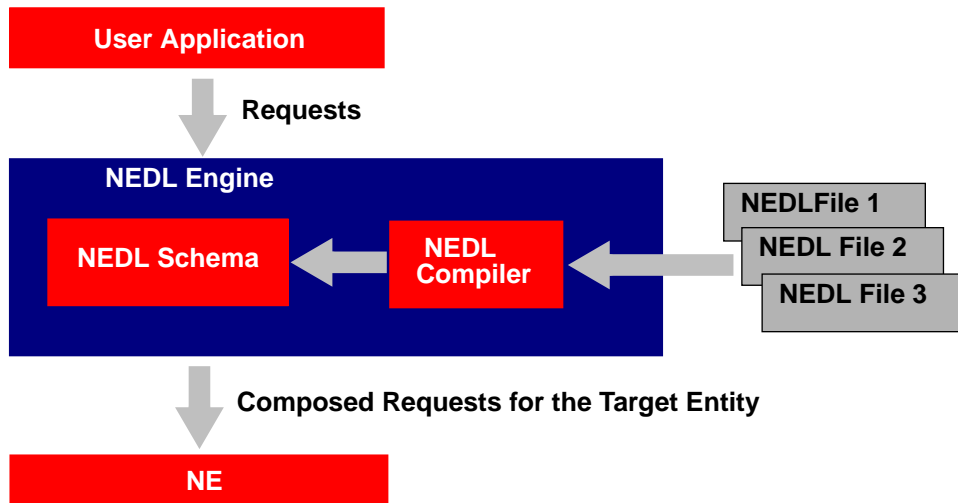 User Application
Requests
NEDL Engine
NEDL Schema
NEDL
Compiler
NEDLFile 1
NEDL File 2
NEDL File 3
Composed Requests for the Target Entity
NE